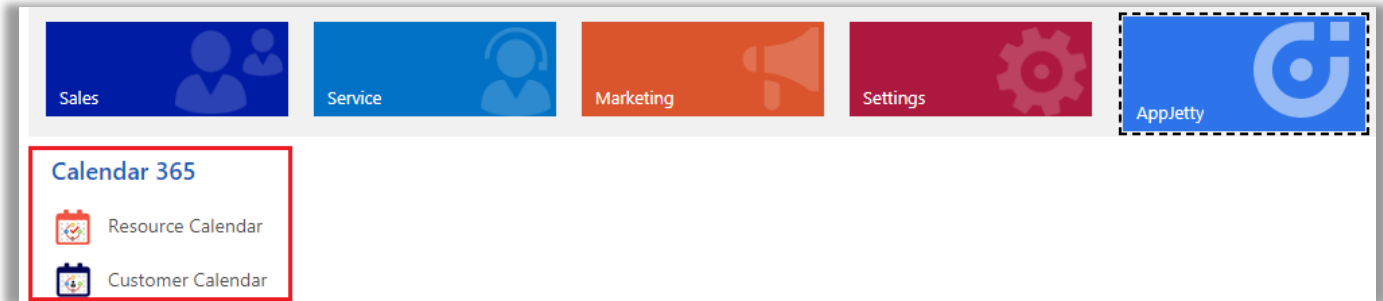 Sales
Service
Marketing
Settings
AppJetty
Calendar 365
Resource Calendar
Customer Calendar